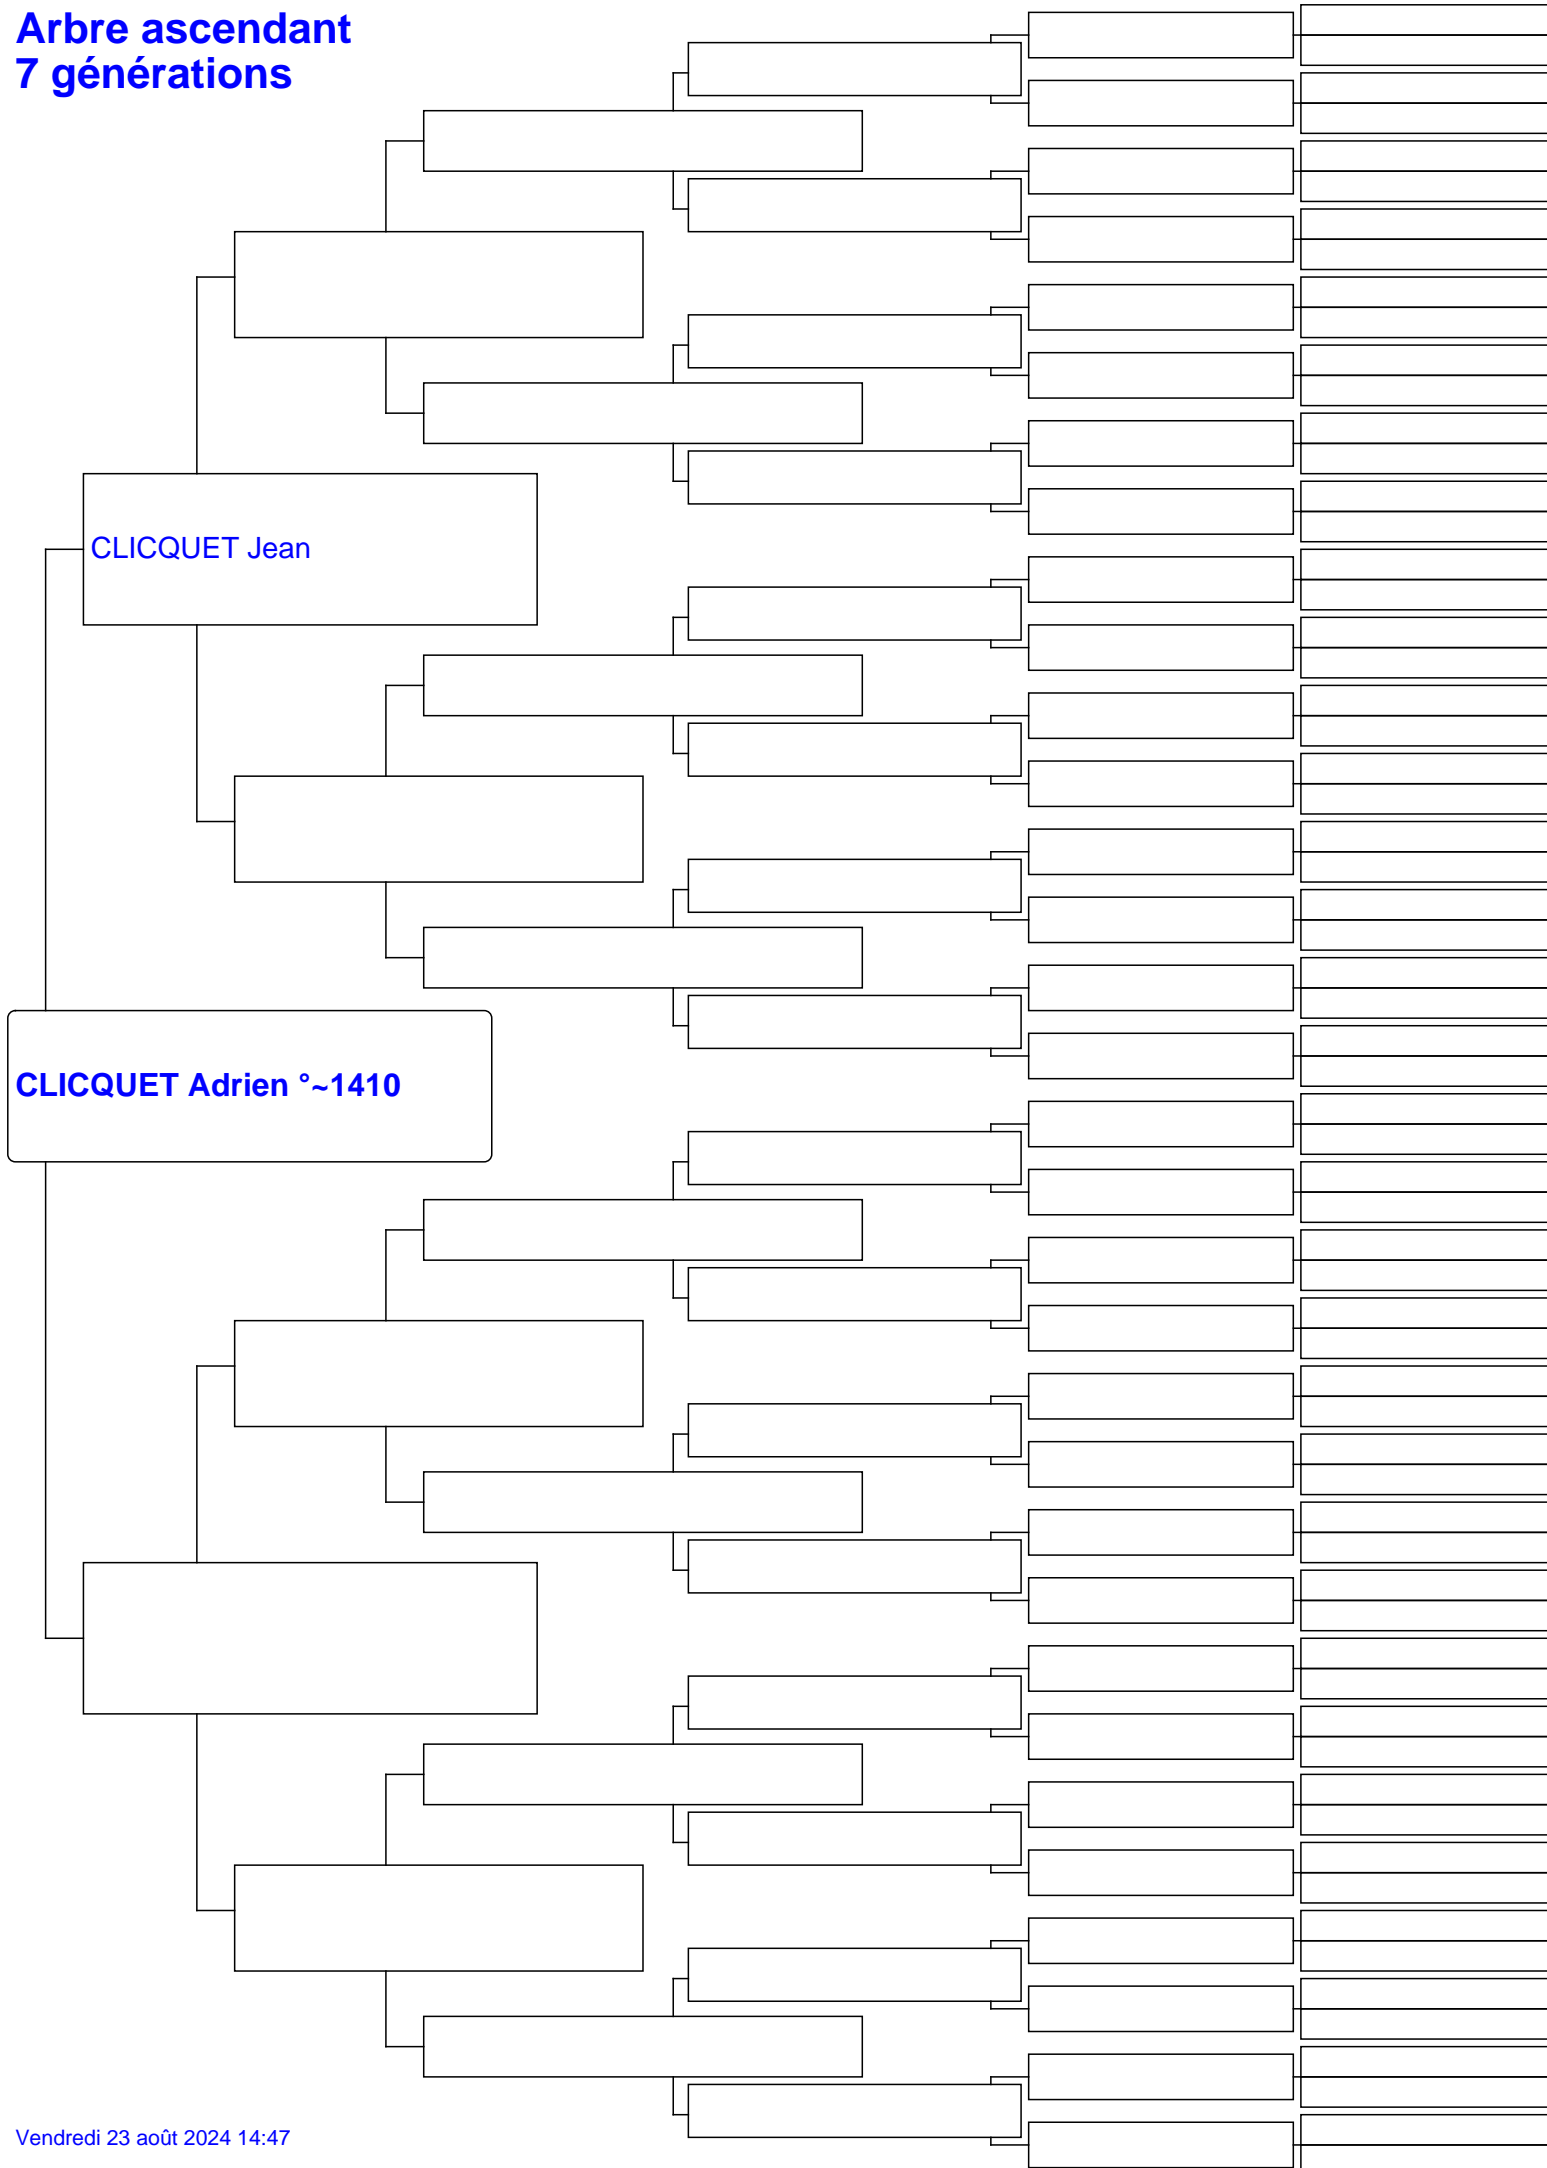 Arbre ascendant
7 générations
CLICQUET Jean
CLICQUET Adrien °~1410
Vendredi 23 août 2024 14:47